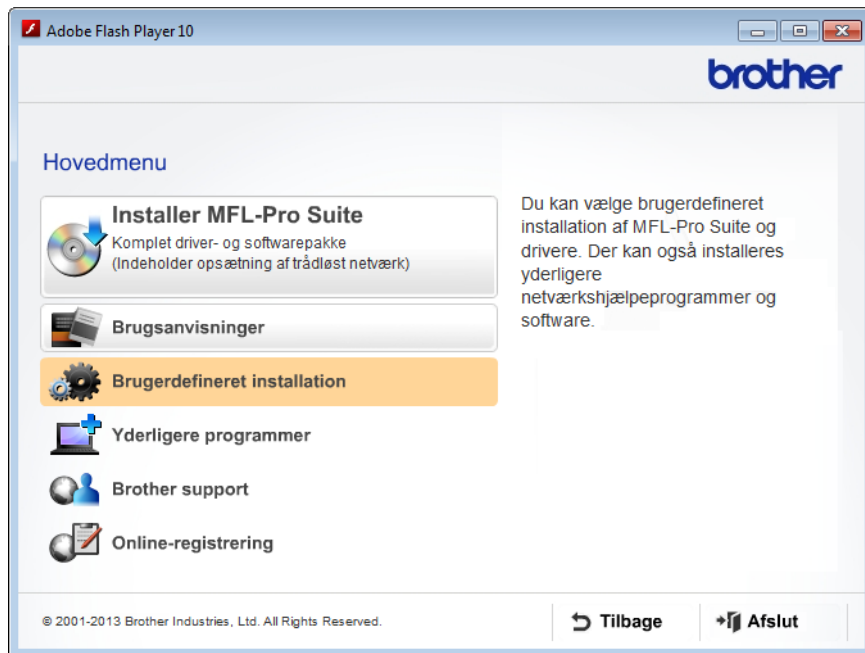 Adobe Flash Player 10
brother
Hovedmenu
Installer MFL-Pro Suite
Komplet driver- og softwarepakke
(Indeholder opsætning af trådløst netværk)
Brugsanvisninger
Brugerdefineret installation
Yderligere programmer
Brother support
Online-registrering
Du kan vælge brugerdefineret
installation af MFL-Pro Suite og
drivere. Der kan også installeres
yderligere
netværkshjælpeprogrammer og
software.
© 2001-2013 Brother Industries, Ltd. All Rights Reserved.
Tilbage
Afslut